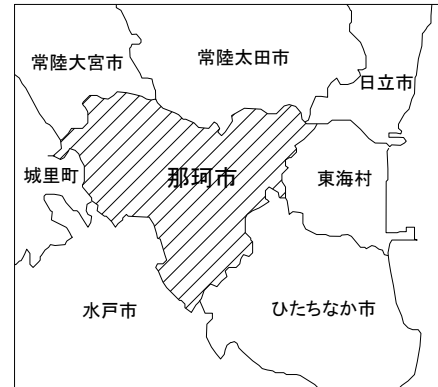 常陸太田市
常陸大宮市
日立市
城里町
那珂市
東海村
水戸市
ひたちなか市